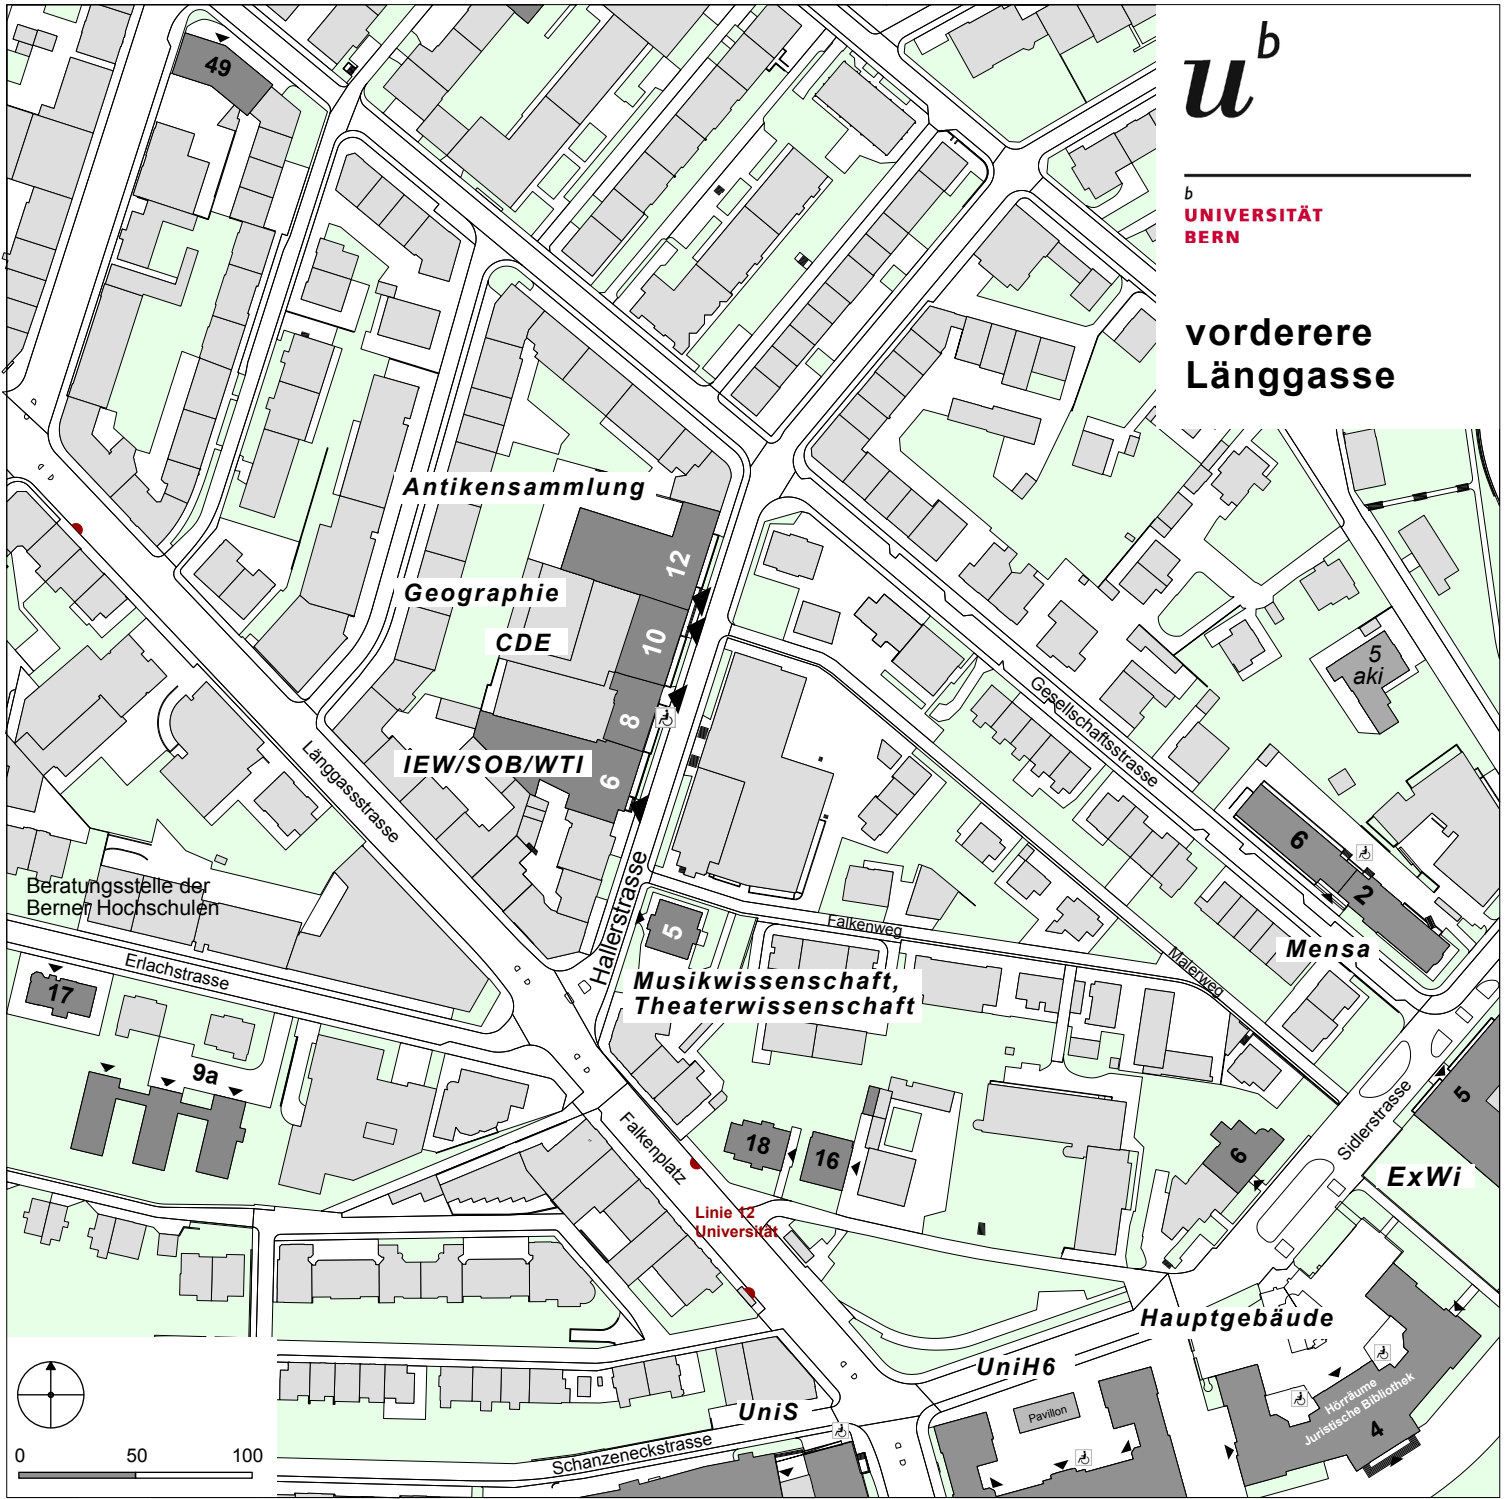 u
b
b
UNIVERSITÄT
BERN
vorderere
Länggasse
49
Antikensammlung
12
Geographie
10
CDE
8
IEW/SOB/WTI
6
5
aki
Gesellschaftsstrasse
Länggassstrasse
Hallerstrasse
6
2
Mensa
Beratungsstelle der
Berner Hochschulen
Erlachstrasse
17
9a
5
Falkenweg
Malerweg
Musikwissenschaft,
Theaterwissenschaft
Falkenplatz
18
16
Linie 12
Universität
6
Sidlerstrasse
5
ExWi
Hauptgebäude
UniH6
UniS
Pavillon
Hörräume
Juristische Bibliothek
4
Schanzeneckstrasse
0 50 100